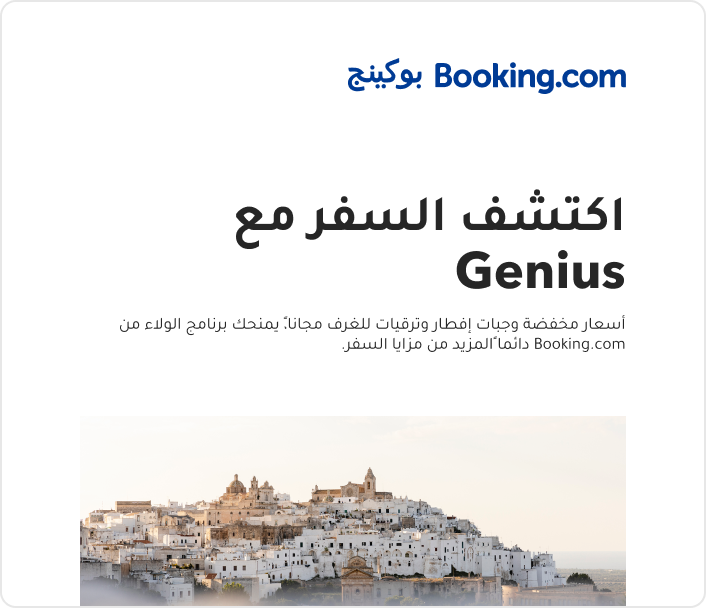 Booking.com بوكينج
اكتشف السفر مع
Genius
أسعار مخفضة وجبات إفطار وترقيات للغرف مجاناً، يمنحك برنامج الولاء من
Booking.com دائماً المزيد من مزايا السفر.